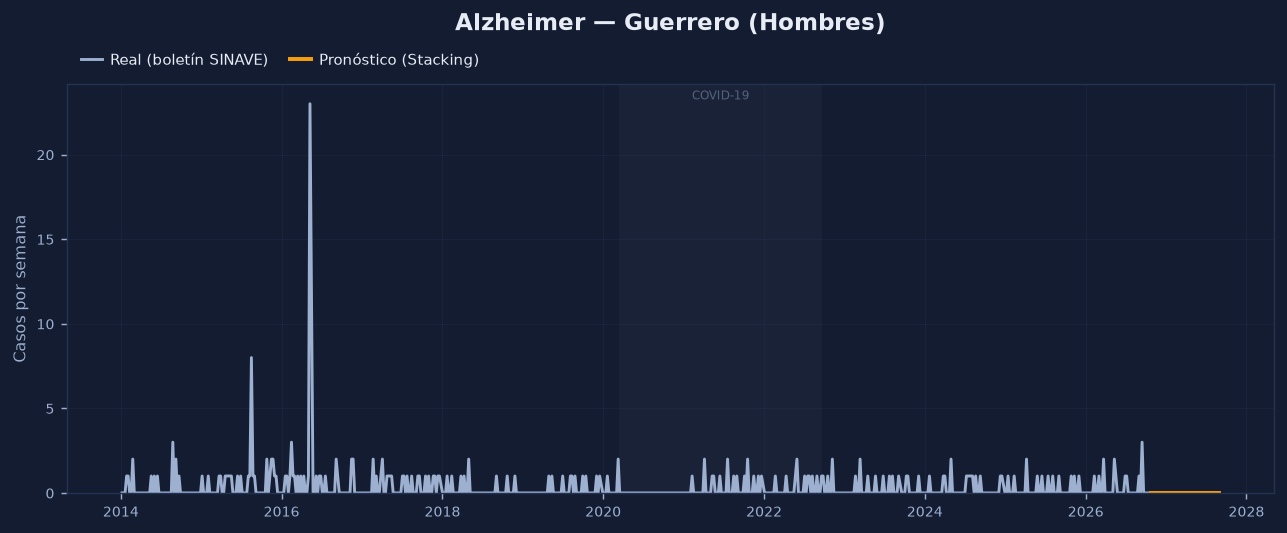 Alzheimer — Guerrero (Hombres)
Real (boletín SINAVE)
Pronóstico (Stacking)
COVID-19
Casos por semana
20
15
10
5
0
2014
2016
2018
2020
2022
2024
2026
2028